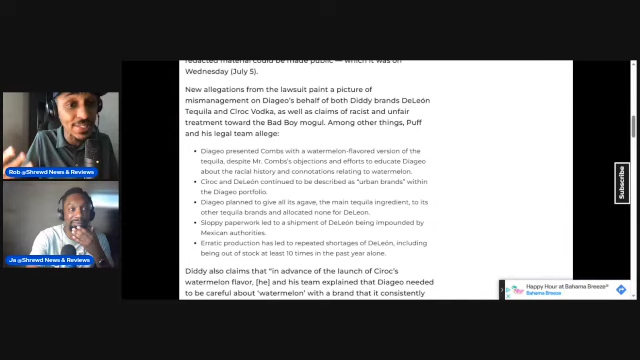 redacted material could be made public — which it was on
Wednesday (July 5).
New allegations from the lawsuit paint a picture of
mismanagement on Diageo's behalf of both Diddy brands DeLeón
Tequila and Cîroc Vodka, as well as claims of racist and unfair
treatment toward the Bad Boy mogul. Among other things, Puff
and his legal team allege:
Diageo presented Combs with a watermelon-flavored version of the
tequila, despite Mr. Combs's objections and efforts to educate Diageo
about the racial history and connotations relating to watermelon.
Cîroc and DeLeón continued to be described as "urban brands" within
the Diageo portfolio.
Diageo planned to give all its agave, the main tequila ingredient, to its
other tequila brands and allocated none for DeLeón.
Sloppy paperwork led to a shipment of DeLeón being impounded by
Mexican authorities.
Erratic production has led to repeated shortages of DeLeón, including
being out of stock at least 10 times in the past year alone.
Diddy also claims that "in advance of the launch of Ciroc's
watermelon flavor, [he] and his team explained that Diageo needed
to be careful about 'watermelon' with a brand that it consistently
Rob @Shrewd News & Reviews
Ja @Shrewd News & Reviews
Subscribe
Happy Hour at Bahama Breeze®
Bahama Breeze